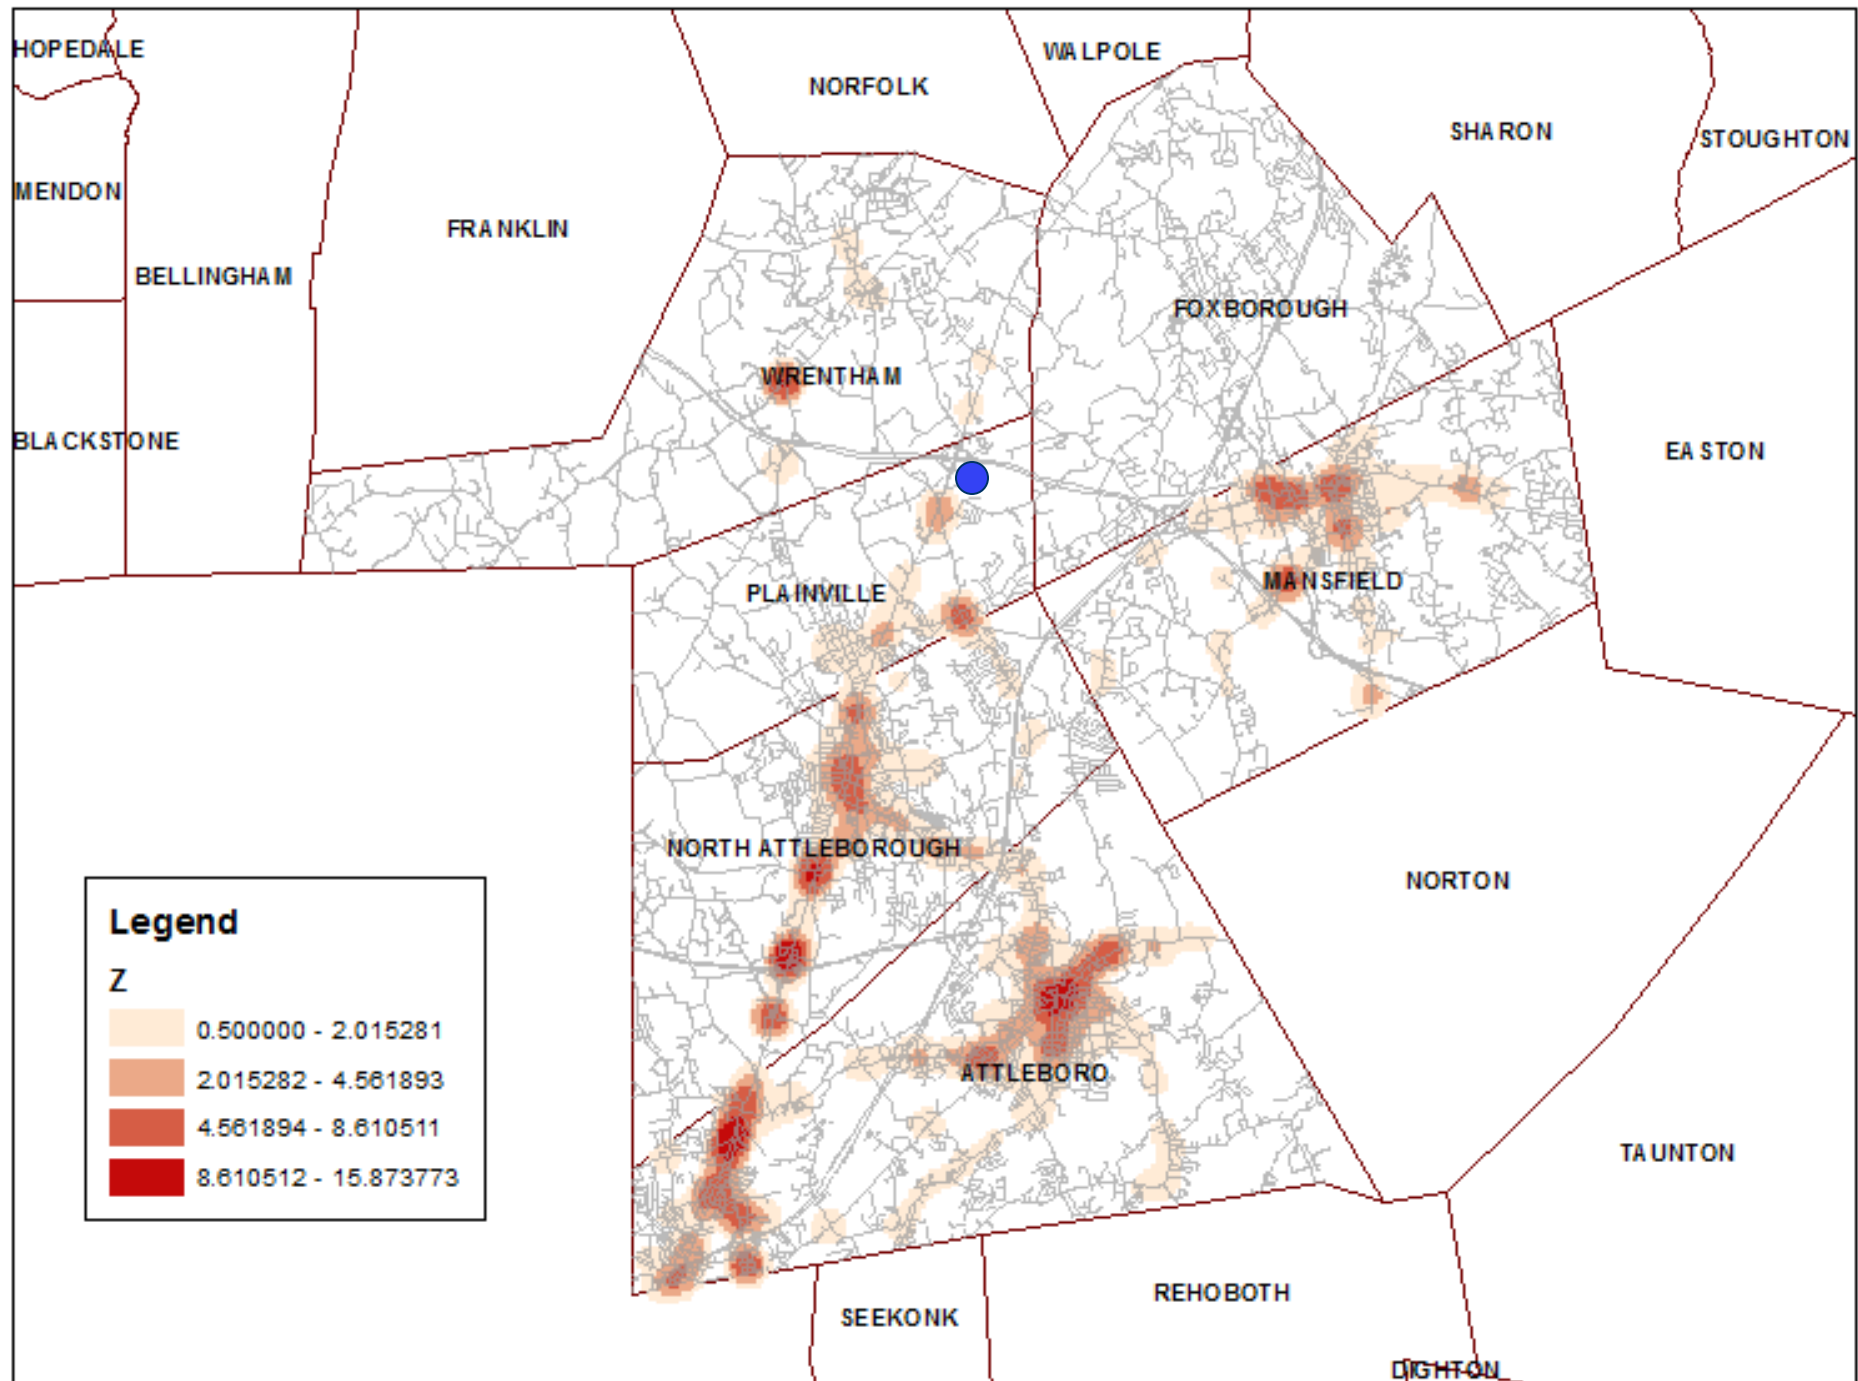 HOPEDALE
WALPOLE
NORFOLK
SHARON
STOUGHTON
MENDON
FRANKLIN
BELLINGHAM
FOXBOROUGH
WRENTHAM
BLACKSTONE
EASTON
PLAINVILLE
MANSFIELD
NORTH ATTLEBOROUGH
NORTON
ATTLEBORO
TAUNTON
REHOBOTH
SEEKONK
DIGHTON
Legend
Z
0.500000 - 2.015281
2.015282 - 4.561893
4.561894 - 8.610511
8.610512 - 15.873773